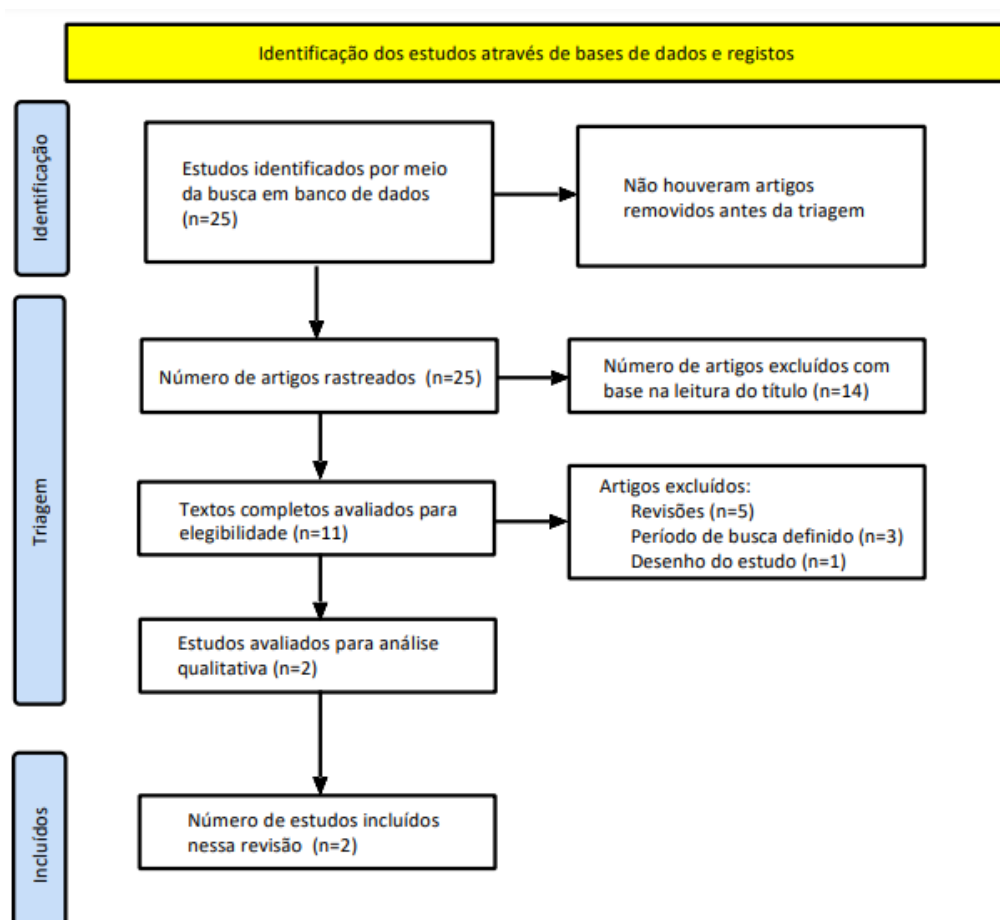 Identificação dos estudos através de bases de dados e registos
Identificação
Estudos identificados por meio
da busca em banco de dados
(n=25)
Não houveram artigos
removidos antes da triagem
Triagem
Número de artigos rastreados (n=25)
Número de artigos excluídos com
base na leitura do título (n=14)
Textos completos avaliados para
elegibilidade (n=11)
Artigos excluídos:
Revisões (n=5)
Período de busca definido (n=3)
Desenho do estudo (n=1)
Estudos avaliados para análise
qualitativa (n=2)
Incluídos
Número de estudos incluídos
nessa revisão (n=2)